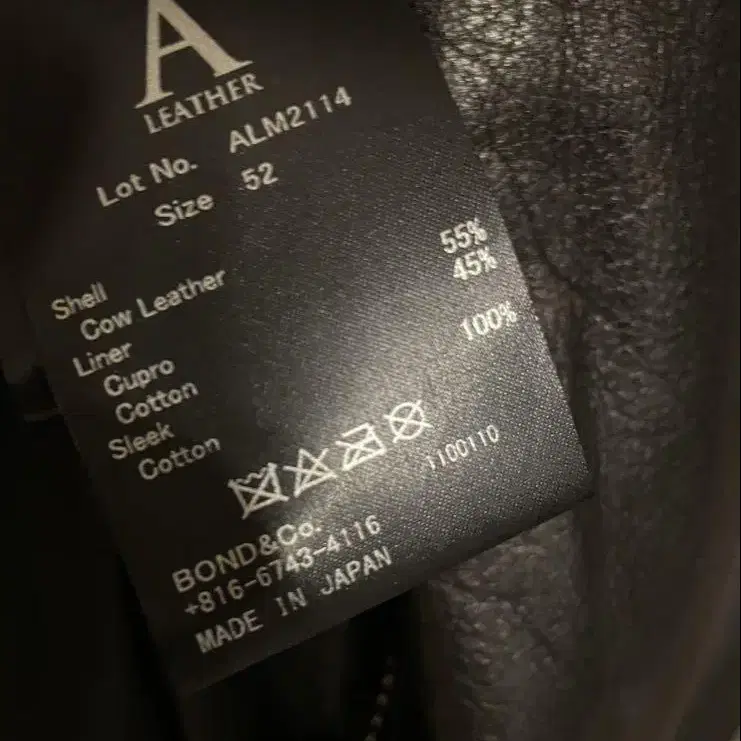 A
LEATHER
Lot No. ALM2114
Size 52
Shell
Cow Leather
Liner
Cupro 55%
Cotton 45%
Sleek
Cotton 100%
1100110
BOND&Co.
+816-6743-4116
MADE IN JAPAN